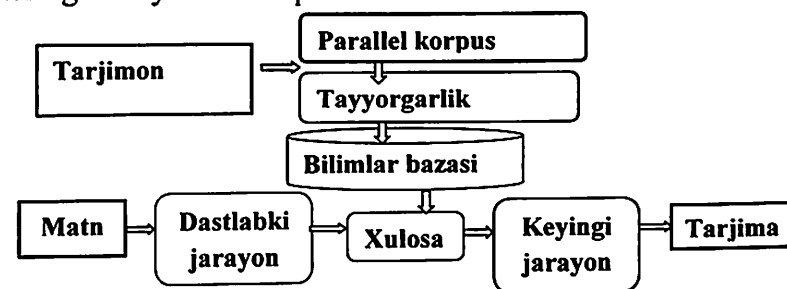 Parallel korpus
Tarjimon
Tayyorgarlik
Bilimlar bazasi
Matn
Dastlabki
jarayon
Xulosa
Keyingi
jarayon
Tarjima